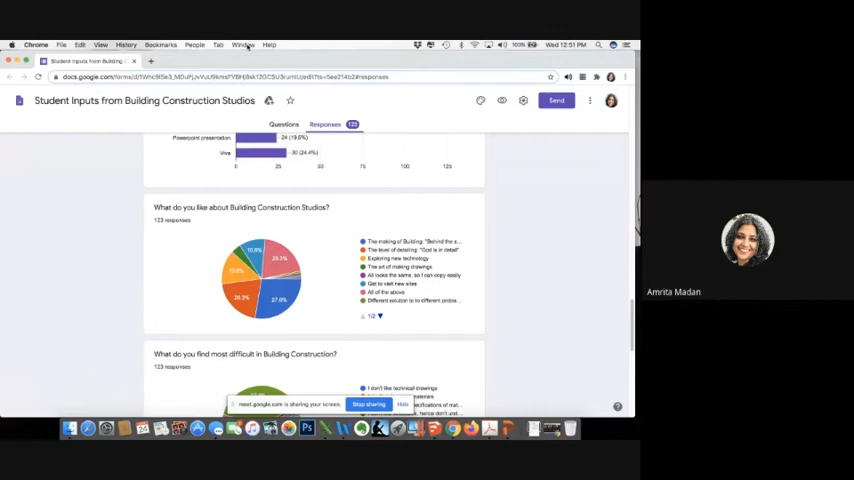 Chrome File Edit View History Bookmarks People Tab Window Help 100% Wed 12:51 PM
Student Inputs from Building
Student Inputs from Building Construction Studios Send
Questions Responses 123
Powerpoint presentation 24 (19.5%)
Viva 30 (24.4%)
0 25 50 75 100 125
What do you like about Building Construction Studios?
123 responses
The making of Building: "Behind the s...
The level of detailing: "God is in detail"
Exploring new technology
The art of making drawings
All looks the same, so I can copy easily
Get to visit new sites
All of the above
Different solution to to different proble...
27.6%
1/2
What do you find most difficult in Building Construction?
123 responses
I don't like technical drawings
meet.google.com is sharing your screen. Stop sharing Hide
Amrita Madan